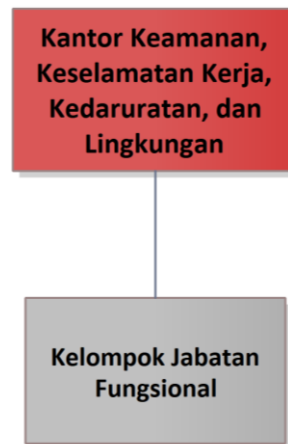 Kantor Keamanan,
Keselamatan Kerja,
Kedaruratan, dan
Lingkungan
Kelompok Jabatan
Fungsional